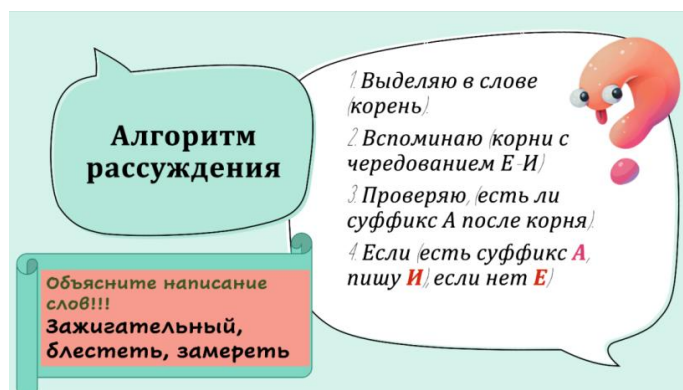 Алгоритм
рассуждения
1. Выделяю в слове
(корень).
2. Вспоминаю (корни с
чередованием Е-И)
3. Проверяю, (есть ли
суффикс А после корня).
4. Если (есть суффикс А,
пишу И), если нет Е)
Объясните написание
слов!!!
Зажигательный,
блестеть, замереть